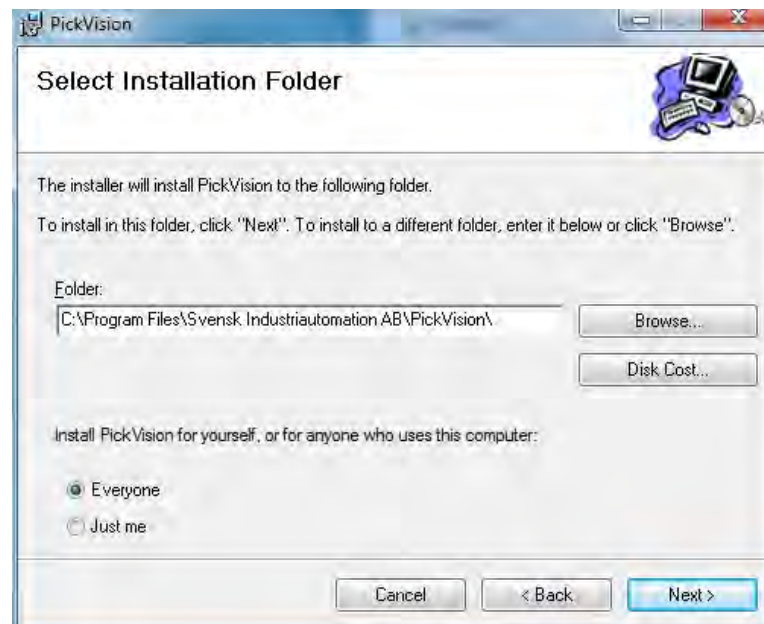 PickVision
Select Installation Folder
The installer will install PickVision to the following folder.
To install in this folder, click "Next". To install to a different folder, enter it below or click "Browse".
Folder:
C:\Program Files\Svensk Industriautomation AB\PickVision\
Browse...
Disk Cost...
Install PickVision for yourself, or for anyone who uses this computer:
Everyone
Just me
Cancel
< Back
Next >